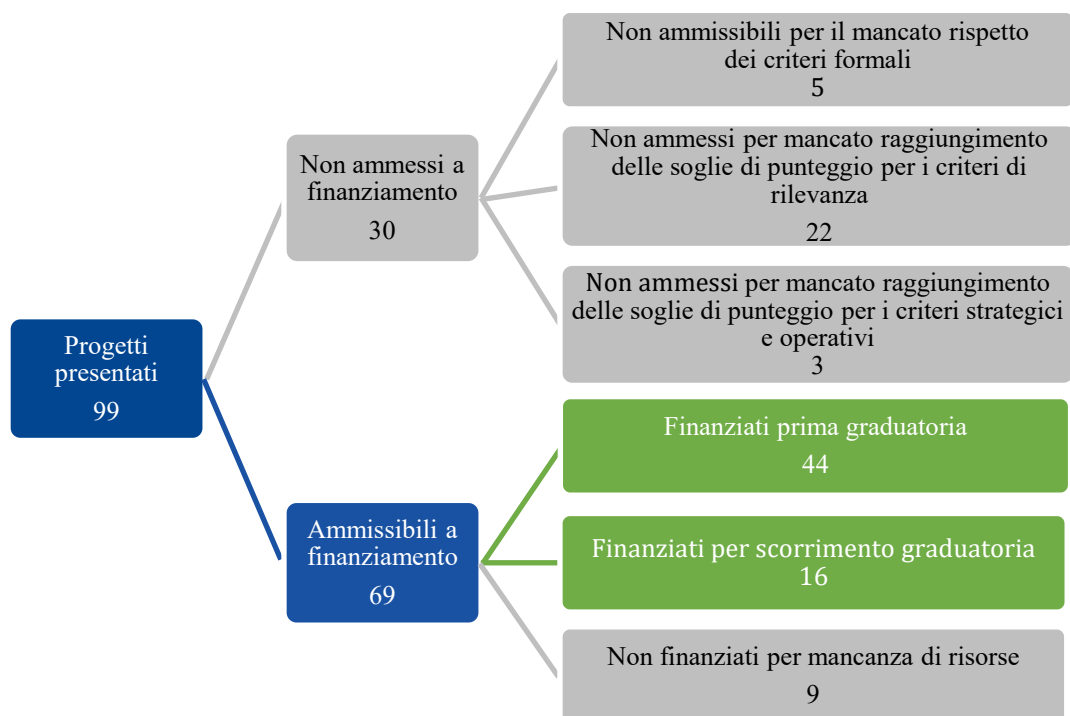 Non ammissibili per il mancato rispetto
dei criteri formali
5
Non ammessi a
finanziamento
30
Non ammessi per mancato raggiungimento
delle soglie di punteggio per i criteri di
rilevanza
22
Non ammessi per mancato raggiungimento
delle soglie di punteggio per i criteri strategici
e operativi
3
Progetti
presentati
99
Finanziati prima graduatoria
44
Ammissibili a
finanziamento
69
Finanziati per scorrimento graduatoria
16
Non finanziati per mancanza di risorse
9